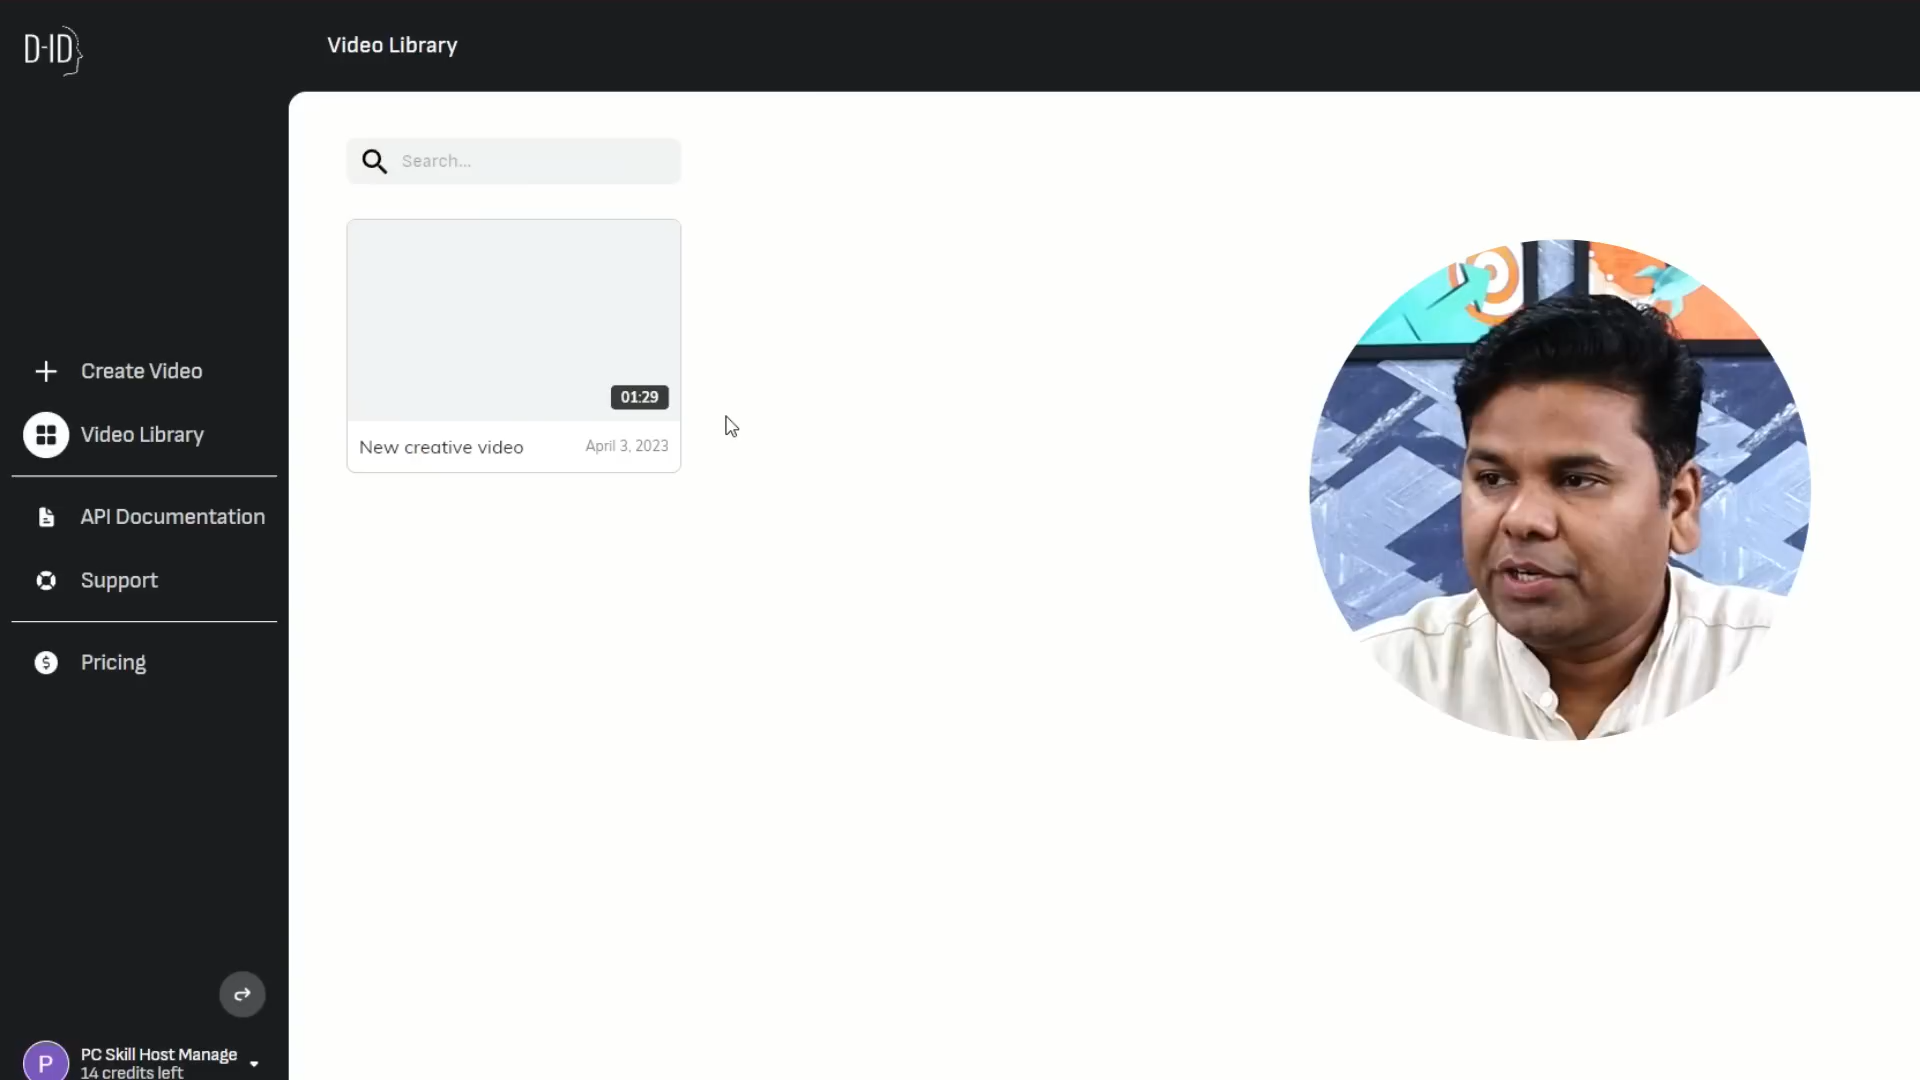 D-ID
Video Library
Search...
01:29
New creative video
April 3, 2023
Create Video
Video Library
API Documentation
Support
Pricing
P
PC Skill Host Manage
14 credits left